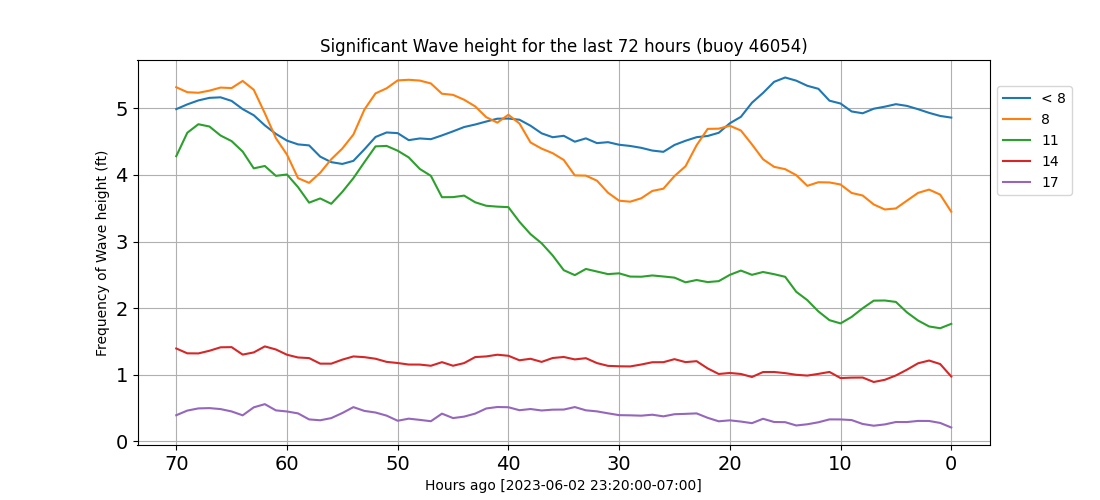 Significant Wave height for the last 72 hours (buoy 46054)
Frequency of Wave height (ft)
5
4
3
2
1
0
70 60 50 40 30 20 10 0
Hours ago [2023-06-02 23:20:00-07:00]
< 8
8
11
14
17